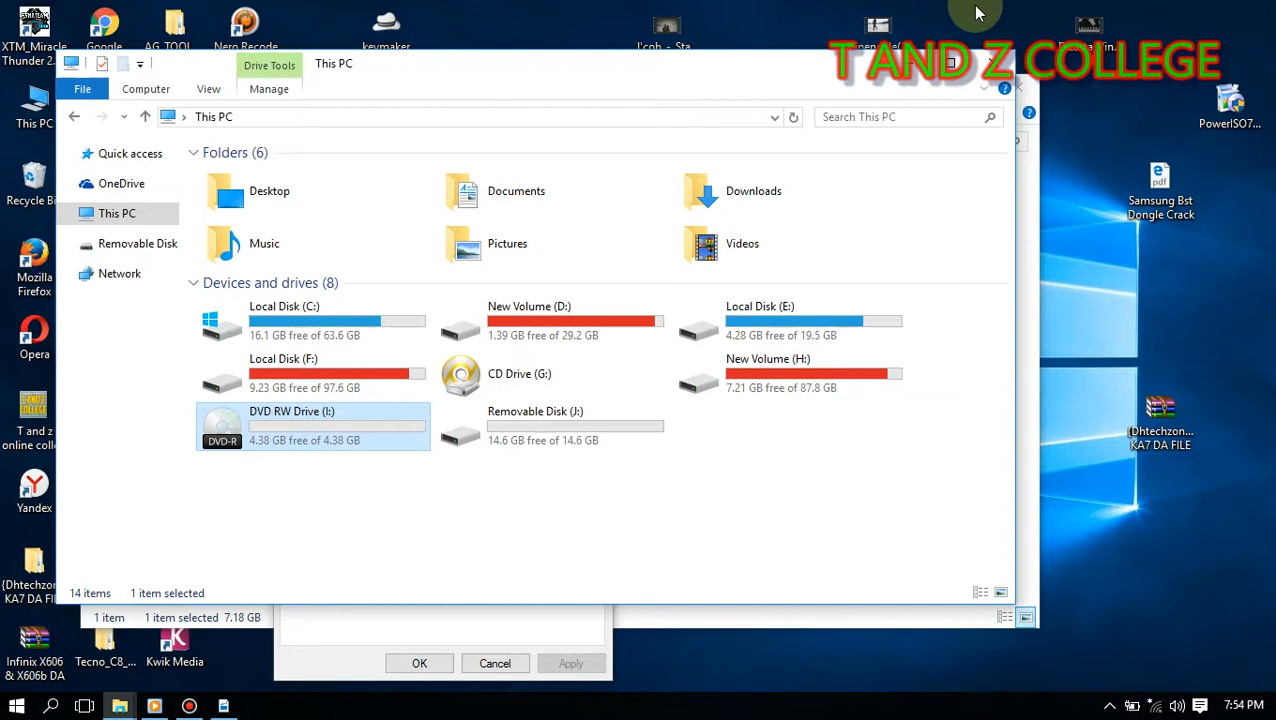 XTM_Miracle Thunder 2...
Google
AG_TOOL
Nero Recode
keymaker
T AND Z COLLEGE
Drive Tools
This PC
File
Computer
View
Manage
This PC
Search This PC
This PC
PowerISO7...
Recycle Bi
Mozilla Firefox
Opera
T and z online colle
Yandex
{Dhtechzon KA7 DA FI
Infinix X606 & X606b DA
Tecno_C8_...
Kwik Media
Samsung Bst Dongle Crack
pdf
{Dhtechzon... KA7 DA FILE
Quick access
OneDrive
This PC
Removable Disk
Network
Folders (6)
Desktop
Documents
Downloads
Music
Pictures
Videos
Devices and drives (8)
Local Disk (C:)
16.1 GB free of 63.6 GB
New Volume (D:)
1.39 GB free of 29.2 GB
Local Disk (E:)
4.28 GB free of 19.5 GB
Local Disk (F:)
9.23 GB free of 97.6 GB
CD Drive (G:)
New Volume (H:)
7.21 GB free of 87.8 GB
DVD RW Drive (I:)
4.38 GB free of 4.38 GB
DVD-R
Removable Disk (J:)
14.6 GB free of 14.6 GB
14 items
1 item selected
1 item
1 item selected 7.18 GB
OK
Cancel
Apply
7:54 PM